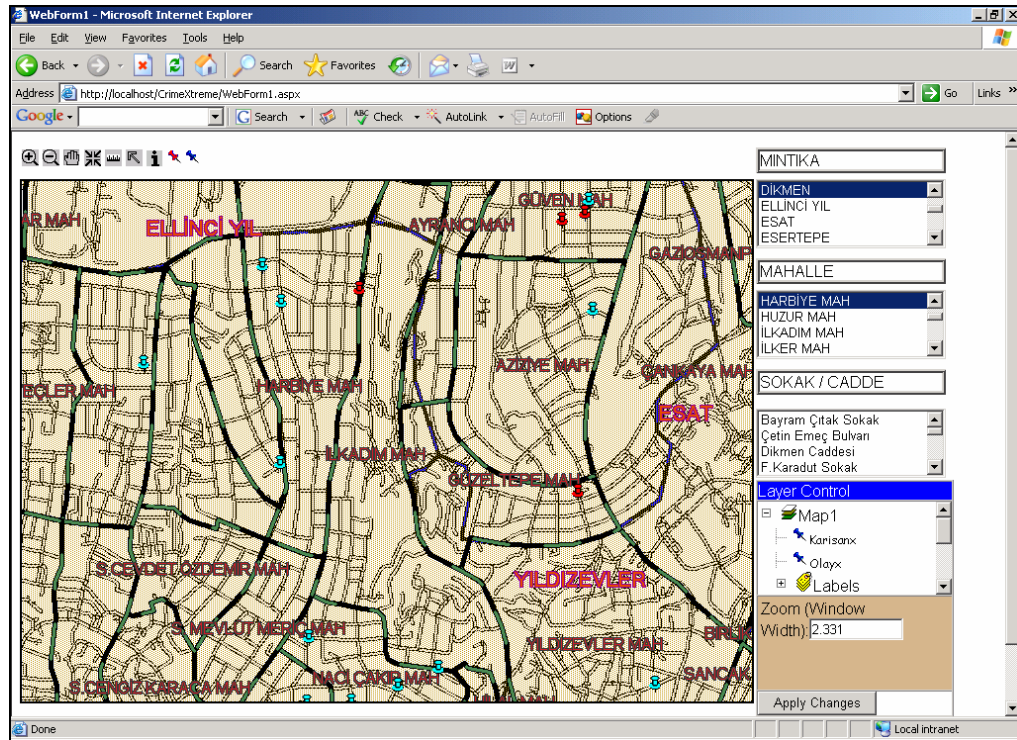 WebForm1 - Microsoft Internet Explorer
File Edit View Favorites Tools Help
Back Search Favorites
Address http://localhost/CrimeXtreme/WebForm1.aspx Go Links »
Google Search Check AutoLink AutoFill Options
MINTIKA
DİKMEN
ELLİNCİ YIL
ESAT
ESERTEPE
MAHALLE
HARBİYE MAH
HUZUR MAH
İLKADIM MAH
İLKER MAH
SOKAK / CADDE
Bayram Çıtak Sokak
Çetin Emeç Bulvarı
Dikmen Caddesi
F.Karadut Sokak
Layer Control
Map1
Karisanx
Olayx
Labels
Zoom (Window
Width): 2.331
Apply Changes
GÜVEN MAH
AR MAH
ELLİNCİ YIL
AYRANCI MAH
GAZİOSMANP
AZİZİYE MAH
ÇANKAYA MAH
EÇLER MAH
HARBİYE MAH
ESAT
İLKADIM MAH
GÜZELTEPE MAH
S.CEVDET ÖZDEMİR MAH
YILDIZEVLER
S. MEVLÜT MERİÇ MAH
YILDIZEVLER MAH
BİRLİK
NACİ ÇAKIR MAH
SANCAK
S.CENGİZ KARACA MAH
Done Local intranet